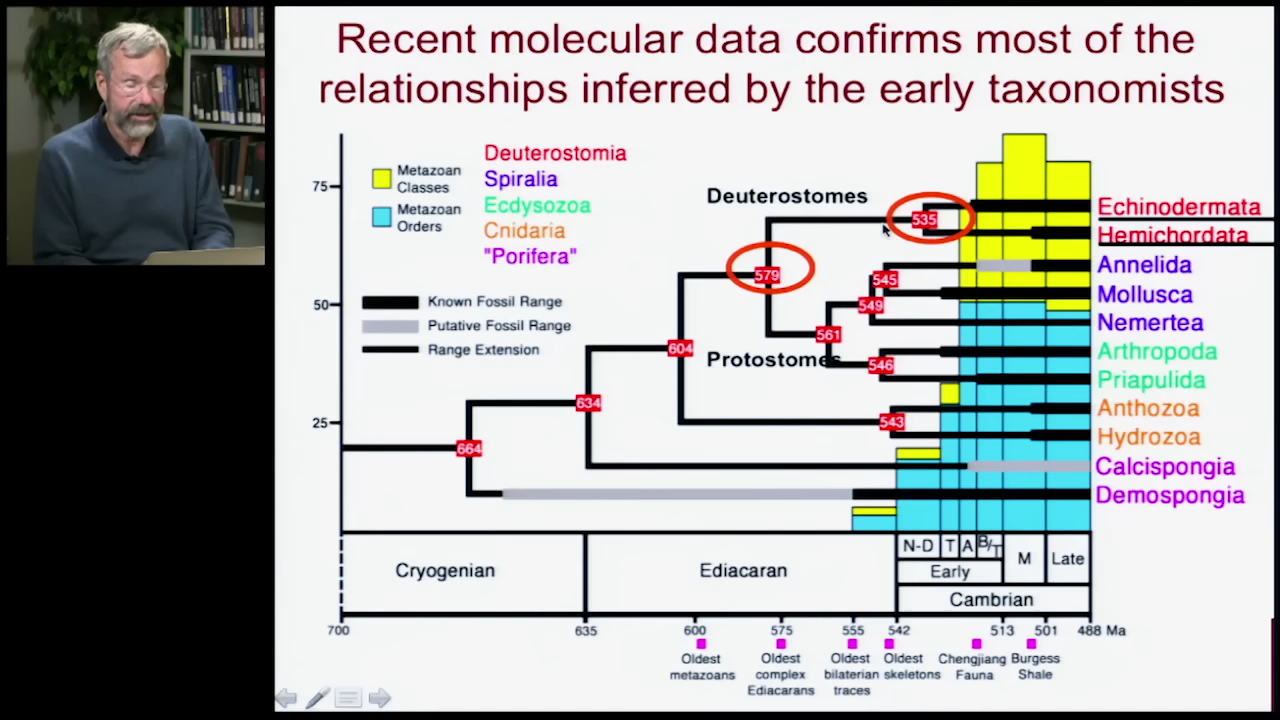 Recent molecular data confirms most of the
relationships inferred by the early taxonomists
Metazoan
Classes
Metazoan
Orders
Deuterostomia
Spiralia
Ecdysozoa
Cnidaria
"Porifera"
Known Fossil Range
Putative Fossil Range
Range Extension
75
50
25
Deuterostomes
Protostomes
535
579
545
549
561
604
546
634
543
664
Echinodermata
Hemichordata
Annelida
Mollusca
Nemertea
Arthropoda
Priapulida
Anthozoa
Hydrozoa
Calcispongia
Demospongia
Cryogenian
Ediacaran
N-D
T
A
B/T
M
Late
Early
Cambrian
700
635
600
575
555
542
513
501
488 Ma
Oldest
metazoans
Oldest
complex
Ediacarans
Oldest
bilaterian
traces
Oldest
skeletons
Chengjiang
Fauna
Burgess
Shale